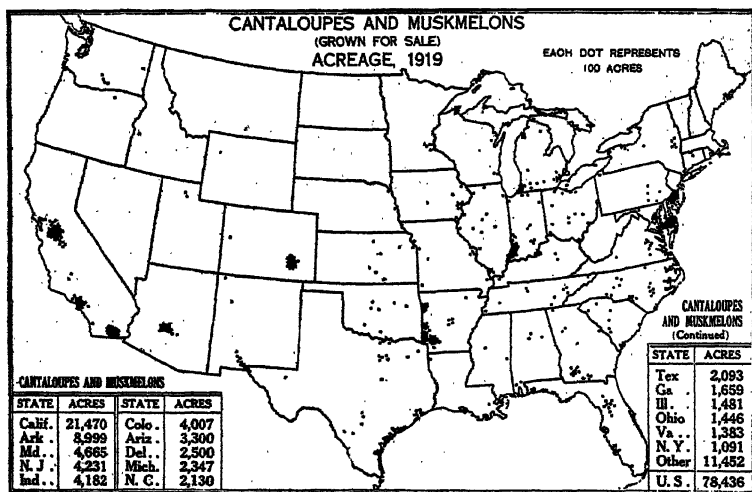 CANTALOUPES AND MUSKMELONS
(GROWN FOR SALE)
ACREAGE, 1919
EACH DOT REPRESENTS
100 ACRES
CANTALOUPES AND MUSKMELONS
STATE ACRES STATE ACRES
Calif. 21,470 Colo. 4,007
Ark. 8,999 Ariz. 3,300
Md.. 4,665 Del.. 2,500
N. J. 4,231 Mich. 2,347
Ind.. 4,182 N. C. 2,130
CANTALOUPES
AND MUSKMELONS
(Continued)
STATE ACRES
Tex 2,093
Ga. 1,659
Ill. . 1,481
Ohio 1,446
Va.. 1,383
N. Y. 1,091
Other 11,452
U. S. 78,436